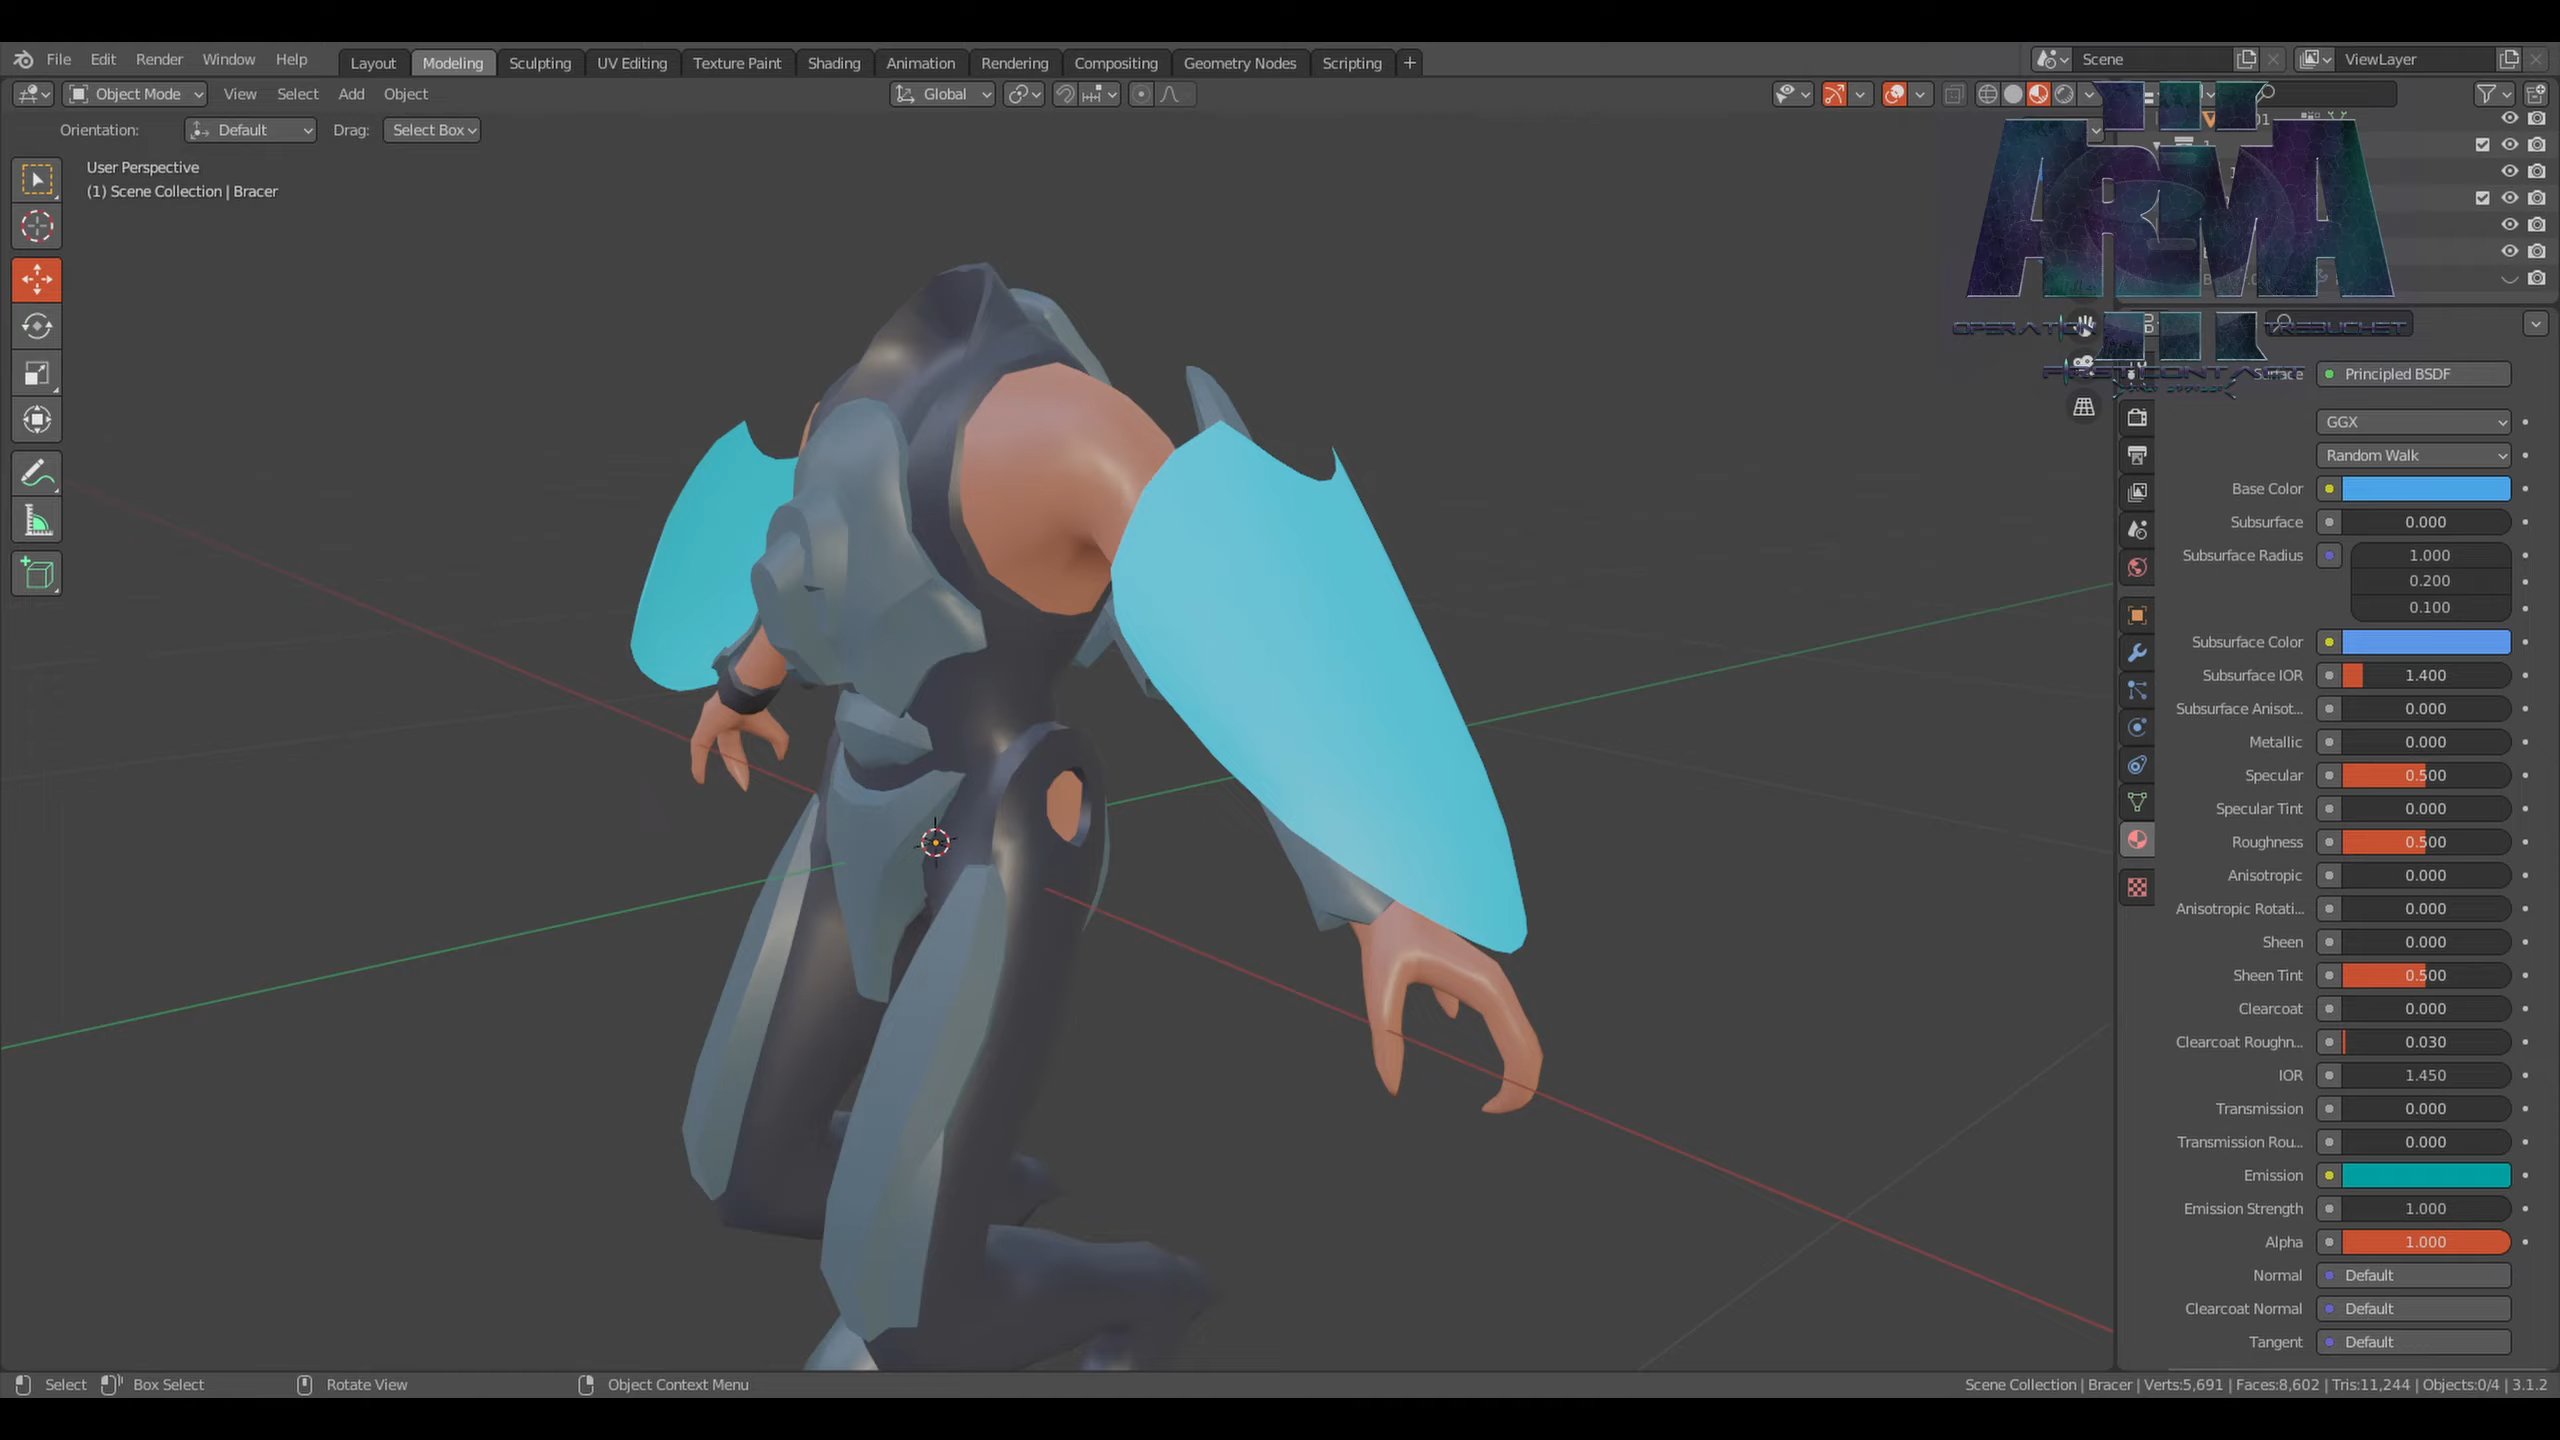 File Edit Render Window Help Layout Modeling Sculpting UV Editing Texture Paint Shading Animation Rendering Compositing Geometry Nodes Scripting + Scene ViewLayer
Object Mode View Select Add Object Global
Orientation: Default Drag: Select Box
User Perspective
(1) Scene Collection | Bracer
ARMA
OPERATION TREBUCHET
FIRST CONTACT
Surface Principled BSDF
GGX
Random Walk
Base Color
Subsurface 0.000
Subsurface Radius 1.000
0.200
0.100
Subsurface Color
Subsurface IOR 1.400
Subsurface Anisot... 0.000
Metallic 0.000
Specular 0.500
Specular Tint 0.000
Roughness 0.500
Anisotropic 0.000
Anisotropic Rotati... 0.000
Sheen 0.000
Sheen Tint 0.500
Clearcoat 0.000
Clearcoat Roughn... 0.030
IOR 1.450
Transmission 0.000
Transmission Rou... 0.000
Emission
Emission Strength 1.000
Alpha 1.000
Normal Default
Clearcoat Normal Default
Tangent Default
Select Box Select Rotate View Object Context Menu Scene Collection | Bracer | Verts:5,691 | Faces:8,602 | Tris:11,244 | Objects:0/4 | 3.1.2